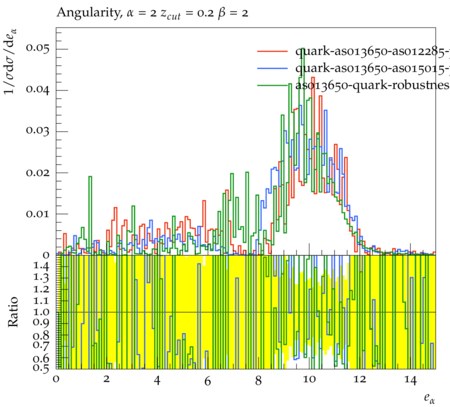 Angularity, α = 2 z_cut = 0.2 β = 2
1/σdσ/de_α
0.05
0.04
0.03
0.02
0.01
0
quark-as013650-as012285-
quark-as013650-as015015-
as013650-quark-robustnes
Ratio
1.4
1.3
1.2
1.1
1.0
0.9
0.8
0.7
0.6
0.5
0 2 4 6 8 10 12 14
e_α